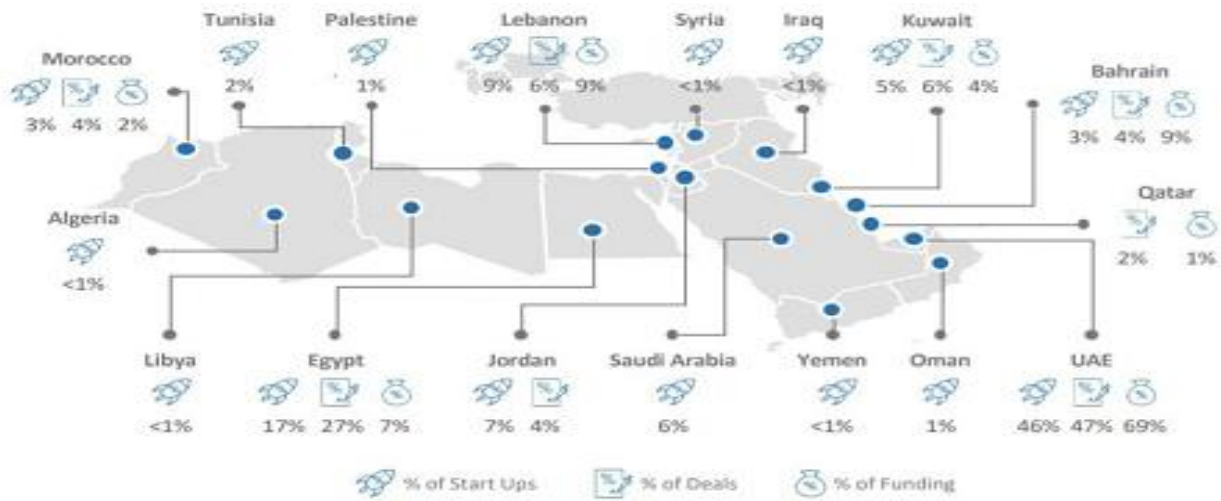 Tunisia Palestine Lebanon Syria Iraq Kuwait
2% 1% 9% 6% 9% <1% <1% 5% 6% 4%
Morocco
3% 4% 2%
Bahrain
3% 4% 9%
Algeria
<1%
Qatar
2% 1%
Libya Egypt Jordan Saudi Arabia Yemen Oman UAE
<1% 17% 27% 7% 7% 4% 6% <1% 1% 46% 47% 69%
% of Start Ups % of Deals % of Funding